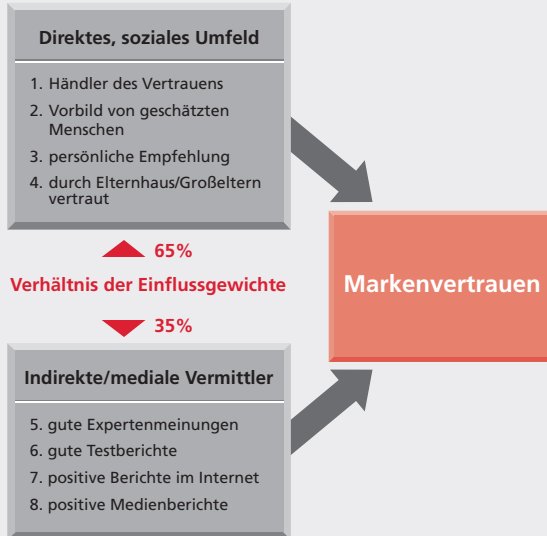 Direktes, soziales Umfeld
1. Händler des Vertrauens
2. Vorbild von geschätzten
Menschen
3. persönliche Empfehlung
4. durch Elternhaus/Großeltern
vertraut
65%
Verhältnis der Einflussgewichte
35%
Markenvertrauen
Indirekte/mediale Vermittler
5. gute Expertenmeinungen
6. gute Testberichte
7. positive Berichte im Internet
8. positive Medienberichte